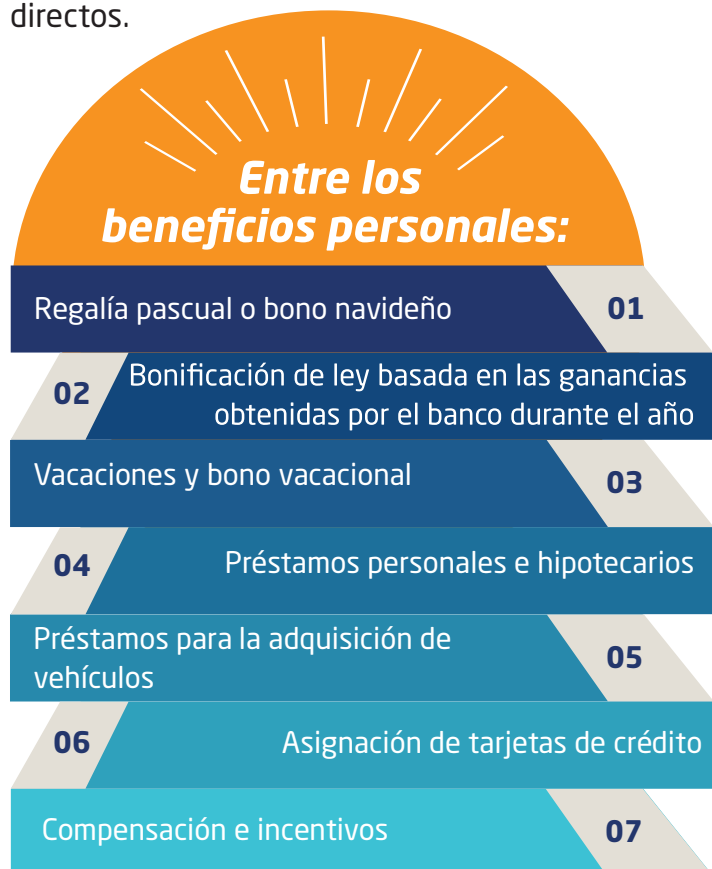 directos.
Entre los
beneficios personales:
Regalía pascual o bono navideño
01
02
Bonificación de ley basada en las ganancias
obtenidas por el banco durante el año
Vacaciones y bono vacacional
03
04
Préstamos personales e hipotecarios
Préstamos para la adquisición de
vehículos
05
06
Asignación de tarjetas de crédito
Compensación e incentivos
07